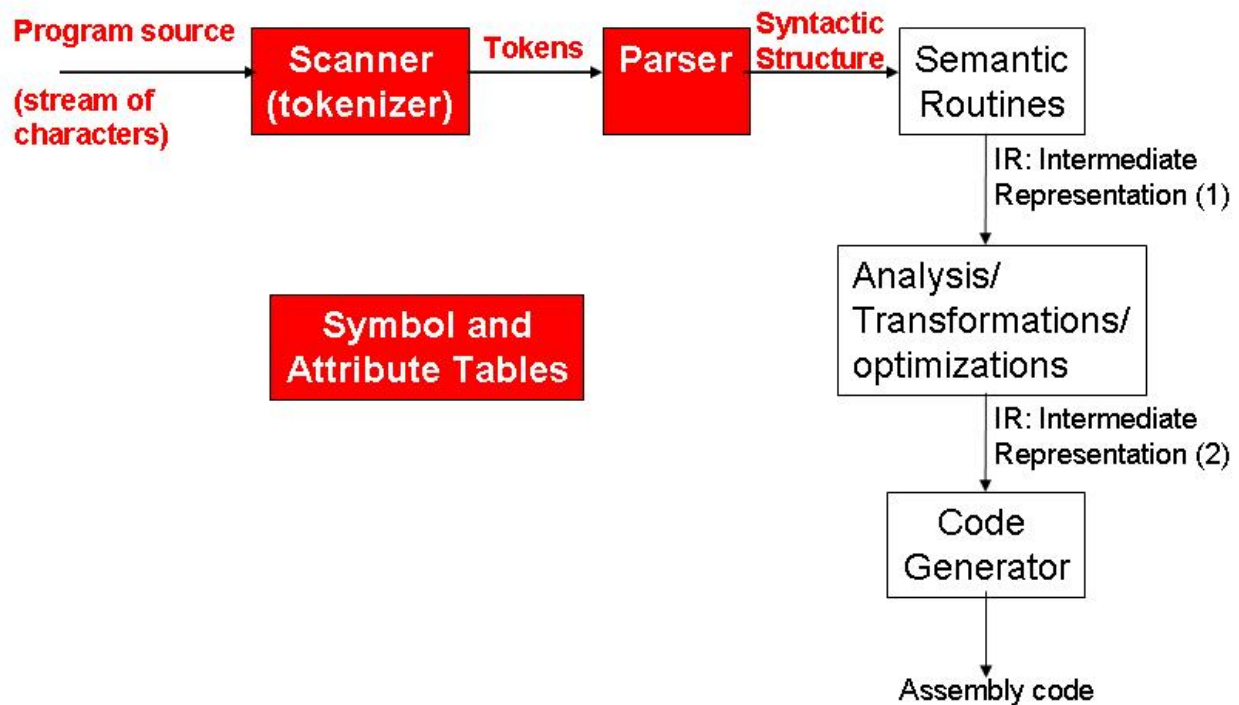 Program source
(stream of
characters)
Scanner
(tokenizer)
Tokens
Parser
Syntactic
Structure
Semantic
Routines
IR: Intermediate
Representation (1)
Analysis/
Transformations/
optimizations
Symbol and
Attribute Tables
IR: Intermediate
Representation (2)
Code
Generator
Assembly code